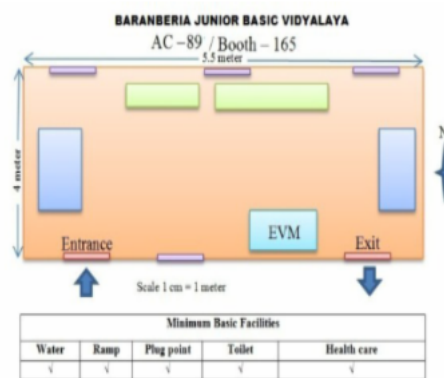 BARANBERIA JUNIOR BASIC VIDYALAYA
AC -89 / Booth - 165
5.5 meter
4 meter
N
EVM
Entrance
Exit
Scale 1 cm = 1 meter
Minimum Basic Facilities
Water Ramp Plug point Toilet Health care
√ √ √ √ √